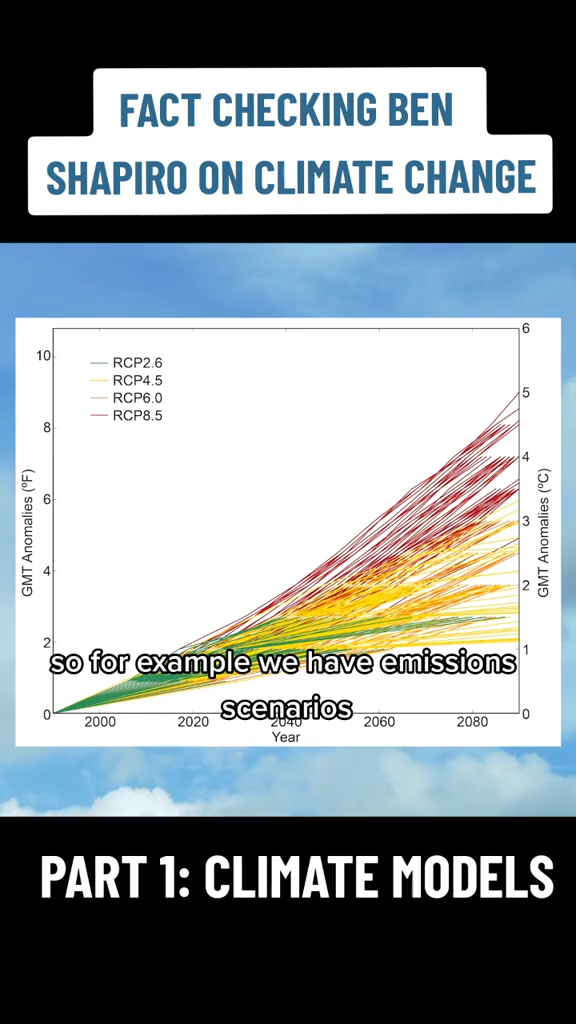 FACT CHECKING BEN
SHAPIRO ON CLIMATE CHANGE
10
8
6
4
2
0
GMT Anomalies (ºF)
RCP2.6
RCP4.5
RCP6.0
RCP8.5
6
5
4
3
2
1
0
GMT Anomalies (ºC)
so for example we have emissions
scenarios
2000
2020
2040
2060
2080
Year
PART 1: CLIMATE MODELS